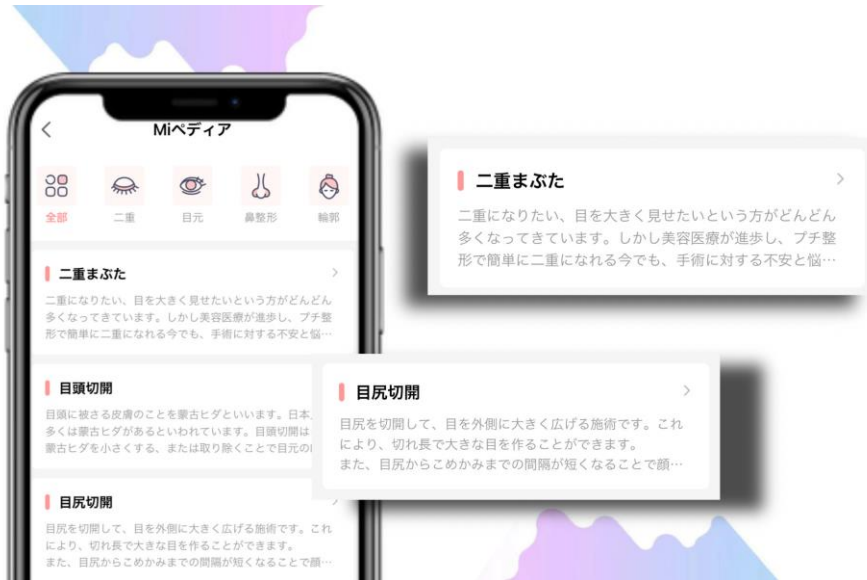 Miペディア
全部
二重
目元
鼻整形
輪郭
二重まぶた
二重になりたい、目を大きく見せたいという方がどんどん
多くなってきています。しかし美容医療が進歩し、プチ整
形で簡単に二重になれる今でも、手術に対する不安と悩…
目頭切開
目頭に被さる皮膚のことを蒙古ヒダといいます。日本
多くは蒙古ヒダがあるといわれています。目頭切開は
蒙古ヒダを小さくする、または取り除くことで目元の
目尻切開
目尻を切開して、目を外側に大きく広げる施術です。これ
により、切れ長で大きな目を作ることができます。
また、目尻からこめかみまでの間隔が短くなることで顔…
二重まぶた
二重になりたい、目を大きく見せたいという方がどんどん
多くなってきています。しかし美容医療が進歩し、プチ整
形で簡単に二重になれる今でも、手術に対する不安と悩…
目尻切開
目尻を切開して、目を外側に大きく広げる施術です。これ
により、切れ長で大きな目を作ることができます。
また、目尻からこめかみまでの間隔が短くなることで顔…